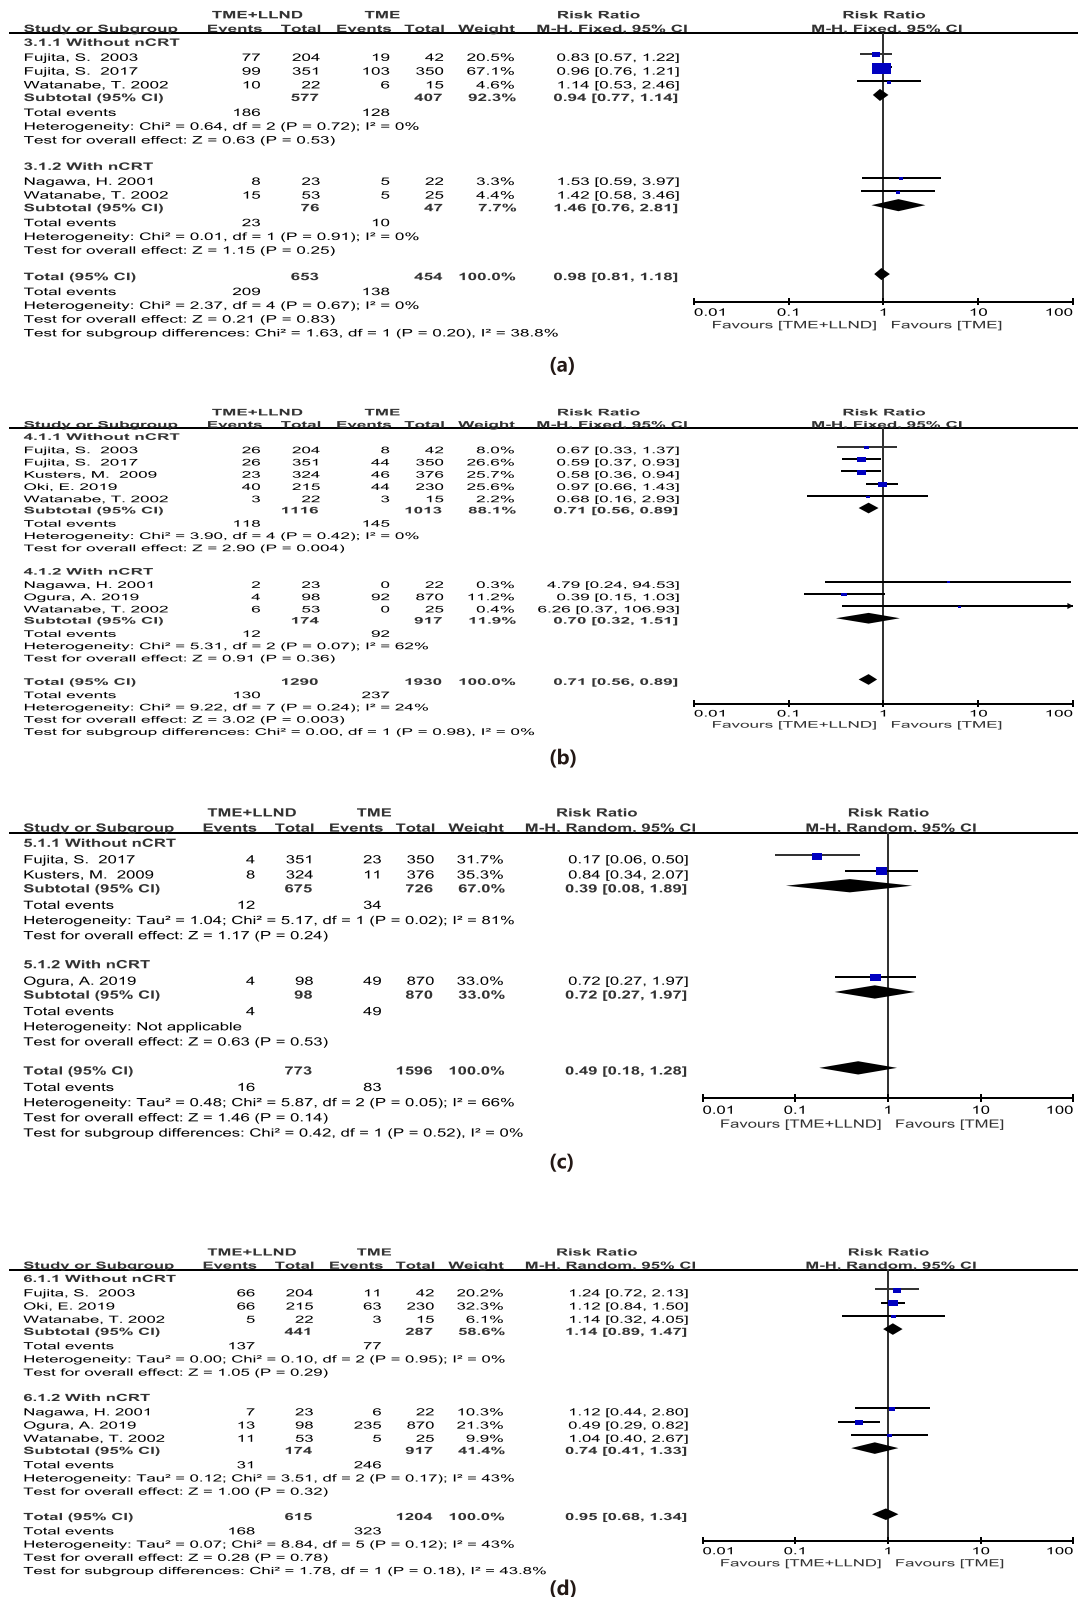 TME+LLND TME Risk Ratio Risk Ratio
Study or Subgroup Events Total Events Total Weight M-H. Fixed. 95% CI M-H. Fixed. 95% CI
3.1.1 Without nCRT
Fujita, S. 2003 77 204 19 42 20.5% 0.83 [0.57, 1.22]
Fujita, S. 2017 99 351 103 350 67.1% 0.96 [0.76, 1.21]
Watanabe, T. 2002 10 22 6 15 4.6% 1.14 [0.53, 2.46]
Subtotal (95% CI) 577 407 92.3% 0.94 [0.77, 1.14]
Total events 186 128
Heterogeneity: Chi² = 0.64, df = 2 (P = 0.72); I² = 0%
Test for overall effect: Z = 0.63 (P = 0.53)
3.1.2 With nCRT
Nagawa, H. 2001 8 23 5 22 3.3% 1.53 [0.59, 3.97]
Watanabe, T. 2002 15 53 5 25 4.4% 1.42 [0.58, 3.46]
Subtotal (95% CI) 76 47 7.7% 1.46 [0.76, 2.81]
Total events 23 10
Heterogeneity: Chi² = 0.01, df = 1 (P = 0.91); I² = 0%
Test for overall effect: Z = 1.15 (P = 0.25)
Total (95% CI) 653 454 100.0% 0.98 [0.81, 1.18]
Total events 209 138
Heterogeneity: Chi² = 2.37, df = 4 (P = 0.67); I² = 0%
Test for overall effect: Z = 0.21 (P = 0.83)
Test for subgroup differences: Chi² = 1.63, df = 1 (P = 0.20), I² = 38.8%
0.01 0.1 1 10 100
Favours [TME+LLND] Favours [TME]
(a)
TME+LLND TME Risk Ratio Risk Ratio
Study or Subgroup Events Total Events Total Weight M-H. Fixed. 95% CI M-H. Fixed. 95% CI
4.1.1 Without nCRT
Fujita, S. 2003 26 204 8 42 8.0% 0.67 [0.33, 1.37]
Fujita, S. 2017 26 351 44 350 26.6% 0.59 [0.37, 0.93]
Kusters, M. 2009 23 324 46 376 25.7% 0.58 [0.36, 0.94]
Oki, E. 2019 40 215 44 230 25.6% 0.97 [0.66, 1.43]
Watanabe, T. 2002 3 22 3 15 2.2% 0.68 [0.16, 2.93]
Subtotal (95% CI) 1116 1013 88.1% 0.71 [0.56, 0.89]
Total events 118 145
Heterogeneity: Chi² = 3.90, df = 4 (P = 0.42); I² = 0%
Test for overall effect: Z = 2.90 (P = 0.004)
4.1.2 With nCRT
Nagawa, H. 2001 2 23 0 22 0.3% 4.79 [0.24, 94.53]
Ogura, A. 2019 4 98 92 870 11.2% 0.39 [0.15, 1.03]
Watanabe, T. 2002 6 53 0 25 0.4% 6.26 [0.37, 106.93]
Subtotal (95% CI) 174 917 11.9% 0.70 [0.32, 1.51]
Total events 12 92
Heterogeneity: Chi² = 5.31, df = 2 (P = 0.07); I² = 62%
Test for overall effect: Z = 0.91 (P = 0.36)
Total (95% CI) 1290 1930 100.0% 0.71 [0.56, 0.89]
Total events 130 237
Heterogeneity: Chi² = 9.22, df = 7 (P = 0.24); I² = 24%
Test for overall effect: Z = 3.02 (P = 0.003)
Test for subgroup differences: Chi² = 0.00, df = 1 (P = 0.98), I² = 0%
0.01 0.1 1 10 100
Favours [TME+LLND] Favours [TME]
(b)
TME+LLND TME Risk Ratio Risk Ratio
Study or Subgroup Events Total Events Total Weight M-H. Random. 95% CI M-H. Random. 95% CI
5.1.1 Without nCRT
Fujita, S. 2017 4 351 23 350 31.7% 0.17 [0.06, 0.50]
Kusters, M. 2009 8 324 11 376 35.3% 0.84 [0.34, 2.07]
Subtotal (95% CI) 675 726 67.0% 0.39 [0.08, 1.89]
Total events 12 34
Heterogeneity: Tau² = 1.04; Chi² = 5.17, df = 1 (P = 0.02); I² = 81%
Test for overall effect: Z = 1.17 (P = 0.24)
5.1.2 With nCRT
Ogura, A. 2019 4 98 49 870 33.0% 0.72 [0.27, 1.97]
Subtotal (95% CI) 98 870 33.0% 0.72 [0.27, 1.97]
Total events 4 49
Heterogeneity: Not applicable
Test for overall effect: Z = 0.63 (P = 0.53)
Total (95% CI) 773 1596 100.0% 0.49 [0.18, 1.28]
Total events 16 83
Heterogeneity: Tau² = 0.48; Chi² = 5.87, df = 2 (P = 0.05); I² = 66%
Test for overall effect: Z = 1.46 (P = 0.14)
Test for subgroup differences: Chi² = 0.42, df = 1 (P = 0.52), I² = 0%
0.01 0.1 1 10 100
Favours [TME+LLND] Favours [TME]
(c)
TME+LLND TME Risk Ratio Risk Ratio
Study or Subgroup Events Total Events Total Weight M-H. Random. 95% CI M-H. Random. 95% CI
6.1.1 Without nCRT
Fujita, S. 2003 66 204 11 42 20.2% 1.24 [0.72, 2.13]
Oki, E. 2019 66 215 63 230 32.3% 1.12 [0.84, 1.50]
Watanabe, T. 2002 5 22 3 15 6.1% 1.14 [0.32, 4.05]
Subtotal (95% CI) 441 287 58.6% 1.14 [0.89, 1.47]
Total events 137 77
Heterogeneity: Tau² = 0.00; Chi² = 0.10, df = 2 (P = 0.95); I² = 0%
Test for overall effect: Z = 1.05 (P = 0.29)
6.1.2 With nCRT
Nagawa, H. 2001 7 23 6 22 10.3% 1.12 [0.44, 2.80]
Ogura, A. 2019 13 98 235 870 21.3% 0.49 [0.29, 0.82]
Watanabe, T. 2002 11 53 5 25 9.9% 1.04 [0.40, 2.67]
Subtotal (95% CI) 174 917 41.4% 0.74 [0.41, 1.33]
Total events 31 246
Heterogeneity: Tau² = 0.12; Chi² = 3.51, df = 2 (P = 0.17); I² = 43%
Test for overall effect: Z = 1.00 (P = 0.32)
Total (95% CI) 615 1204 100.0% 0.95 [0.68, 1.34]
Total events 168 323
Heterogeneity: Tau² = 0.07; Chi² = 8.84, df = 5 (P = 0.12); I² = 43%
Test for overall effect: Z = 0.28 (P = 0.78)
Test for subgroup differences: Chi² = 1.78, df = 1 (P = 0.18), I² = 43.8%
0.01 0.1 1 10 100
Favours [TME+LLND] Favours [TME]
(d)